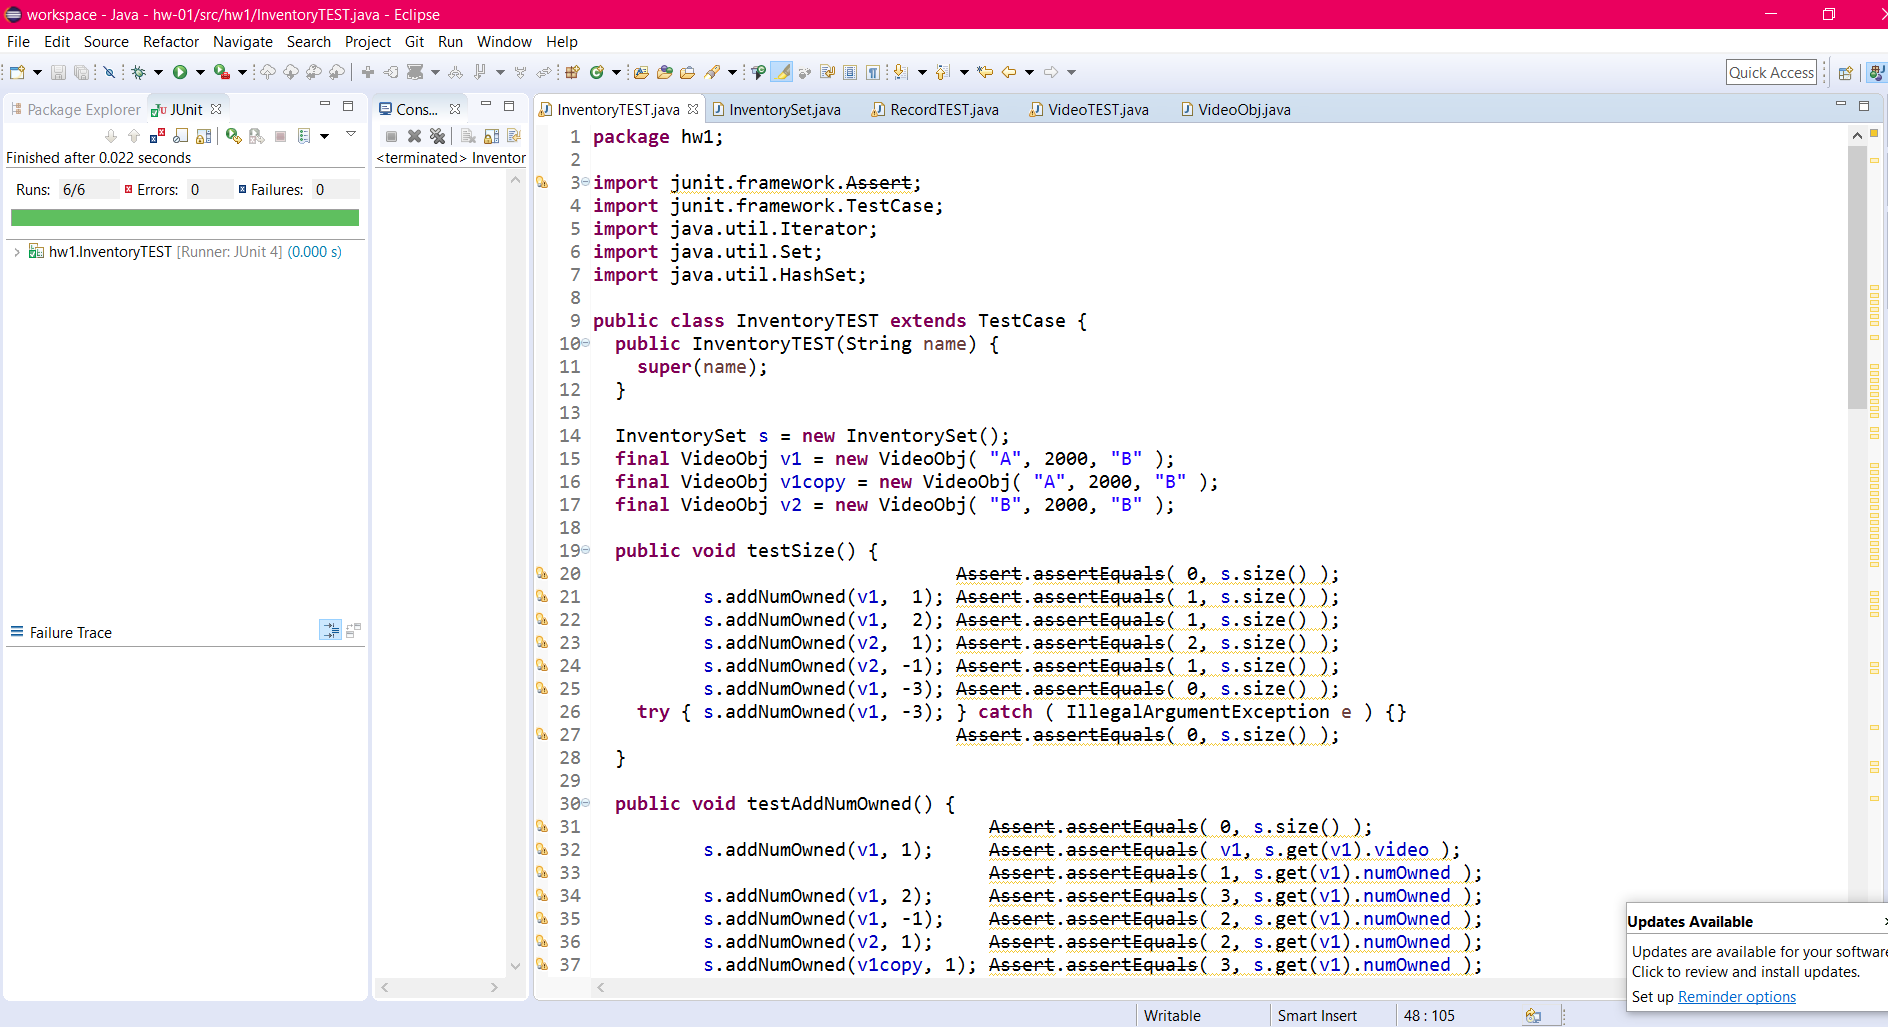 workspace - Java - hw-01/src/hw1/InventoryTEST.java - Eclipse
File Edit Source Refactor Navigate Search Project Git Run Window Help
Quick Access
Package Explorer JUnit
Finished after 0.022 seconds
Runs: 6/6 Errors: 0 Failures: 0
hw1.InventoryTEST [Runner: JUnit 4] (0.000 s)
Failure Trace
Cons...
<terminated> Inventor
InventoryTEST.java InventorySet.java RecordTEST.java VideoTEST.java VideoObj.java
1 package hw1;
2
3 import junit.framework.Assert;
4 import junit.framework.TestCase;
5 import java.util.Iterator;
6 import java.util.Set;
7 import java.util.HashSet;
8
9 public class InventoryTEST extends TestCase {
10 public InventoryTEST(String name) {
11 super(name);
12 }
13
14 InventorySet s = new InventorySet();
15 final VideoObj v1 = new VideoObj( "A", 2000, "B" );
16 final VideoObj v1copy = new VideoObj( "A", 2000, "B" );
17 final VideoObj v2 = new VideoObj( "B", 2000, "B" );
18
19 public void testSize() {
20 Assert.assertEquals( 0, s.size() );
21 s.addNumOwned(v1, 1); Assert.assertEquals( 1, s.size() );
22 s.addNumOwned(v1, 2); Assert.assertEquals( 1, s.size() );
23 s.addNumOwned(v2, 1); Assert.assertEquals( 2, s.size() );
24 s.addNumOwned(v2, -1); Assert.assertEquals( 1, s.size() );
25 s.addNumOwned(v1, -3); Assert.assertEquals( 0, s.size() );
26 try { s.addNumOwned(v1, -3); } catch ( IllegalArgumentException e ) {}
27 Assert.assertEquals( 0, s.size() );
28 }
29
30 public void testAddNumOwned() {
31 Assert.assertEquals( 0, s.size() );
32 s.addNumOwned(v1, 1); Assert.assertEquals( v1, s.get(v1).video );
33 Assert.assertEquals( 1, s.get(v1).numOwned );
34 s.addNumOwned(v1, 2); Assert.assertEquals( 3, s.get(v1).numOwned );
35 s.addNumOwned(v1, -1); Assert.assertEquals( 2, s.get(v1).numOwned );
36 s.addNumOwned(v2, 1); Assert.assertEquals( 2, s.get(v1).numOwned );
37 s.addNumOwned(v1copy, 1); Assert.assertEquals( 3, s.get(v1).numOwned );
Updates Available
Updates are available for your software
Click to review and install updates.
Set up Reminder options
Writable Smart Insert 48 : 105